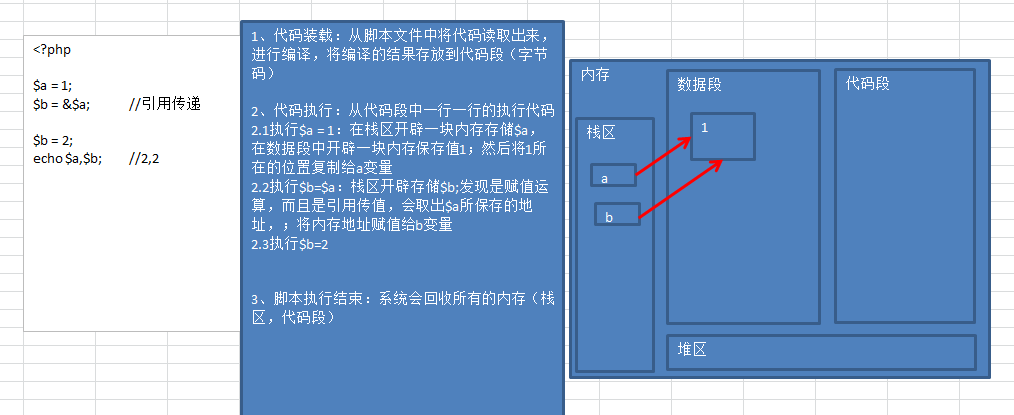 <?php
$a = 1;
$b = &$a; //引用传递
$b = 2;
echo $a,$b; //2,2
1、代码装载：从脚本文件中将代码读取出来，
进行编译，将编译的结果存放到代码段（字节
码）
2、代码执行：从代码段中一行一行的执行代码
2.1执行$a = 1：在栈区开辟一块内存存储$a，
在数据段中开辟一块内存保存值1；然后将1所
在的位置复制给a变量
2.2执行$b=$a：栈区开辟存储$b;发现是赋值运
算，而且是引用传值，会取出$a所保存的地
址，；将内存地址赋值给b变量
2.3执行$b=2
3、脚本执行结束：系统会回收所有的内存（栈
区，代码段）
内存
栈区
a
b
数据段
1
代码段
堆区